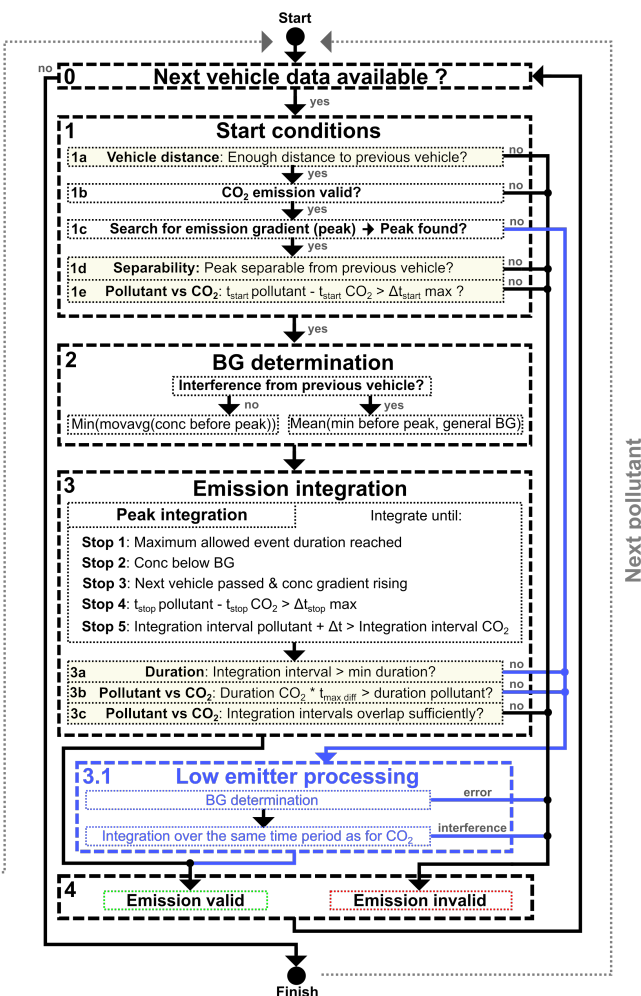 Start
no
0 Next vehicle data available ?
yes
1 Start conditions
1a Vehicle distance: Enough distance to previous vehicle? no
yes
1b CO₂ emission valid? no
yes
1c Search for emission gradient (peak) → Peak found? no
yes
1d Separability: Peak separable from previous vehicle? no
1e Pollutant vs CO₂: t_start pollutant - t_start CO₂ > Δt_start max ? no
yes
2 BG determination
Interference from previous vehicle?
no yes
Min(movavg(conc before peak)) Mean(min before peak, general BG)
3 Emission integration
Peak integration Integrate until:
Stop 1: Maximum allowed event duration reached
Stop 2: Conc below BG
Stop 3: Next vehicle passed & conc gradient rising
Stop 4: t_stop pollutant - t_stop CO₂ > Δt_stop max
Stop 5: Integration interval pollutant + Δt > Integration interval CO₂
3a Duration: Integration interval > min duration? no
3b Pollutant vs CO₂: Duration CO₂ * t_max diff > duration pollutant? no
3c Pollutant vs CO₂: Integration intervals overlap sufficiently? no
3.1 Low emitter processing
BG determination error
Integration over the same time period as for CO₂ interference
4 Emission valid Emission invalid
Finish
Next pollutant